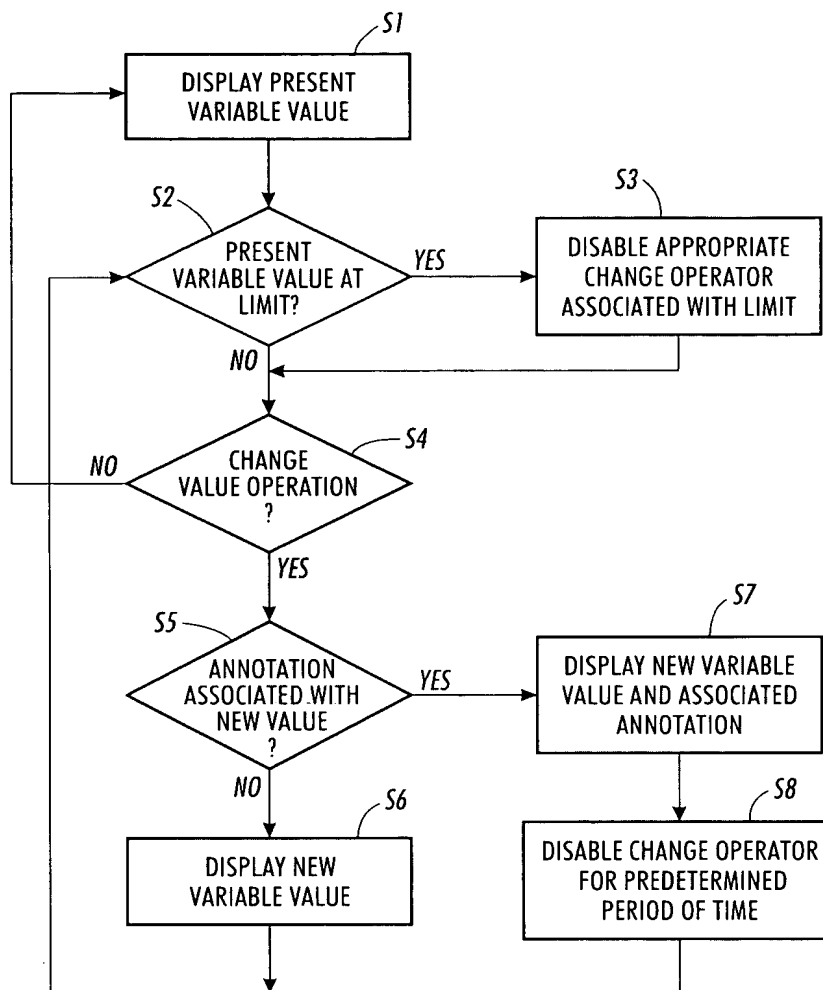 S1
DISPLAY PRESENT
VARIABLE VALUE
S2
PRESENT
VARIABLE VALUE AT
LIMIT?
YES
NO
S3
DISABLE APPROPRIATE
CHANGE OPERATOR
ASSOCIATED WITH LIMIT
S4
CHANGE
VALUE OPERATION
?
NO
YES
S5
ANNOTATION
ASSOCIATED WITH
NEW VALUE
?
YES
NO
S7
DISPLAY NEW VARIABLE
VALUE AND ASSOCIATED
ANNOTATION
S6
DISPLAY NEW
VARIABLE VALUE
S8
DISABLE CHANGE OPERATOR
FOR PREDETERMINED
PERIOD OF TIME